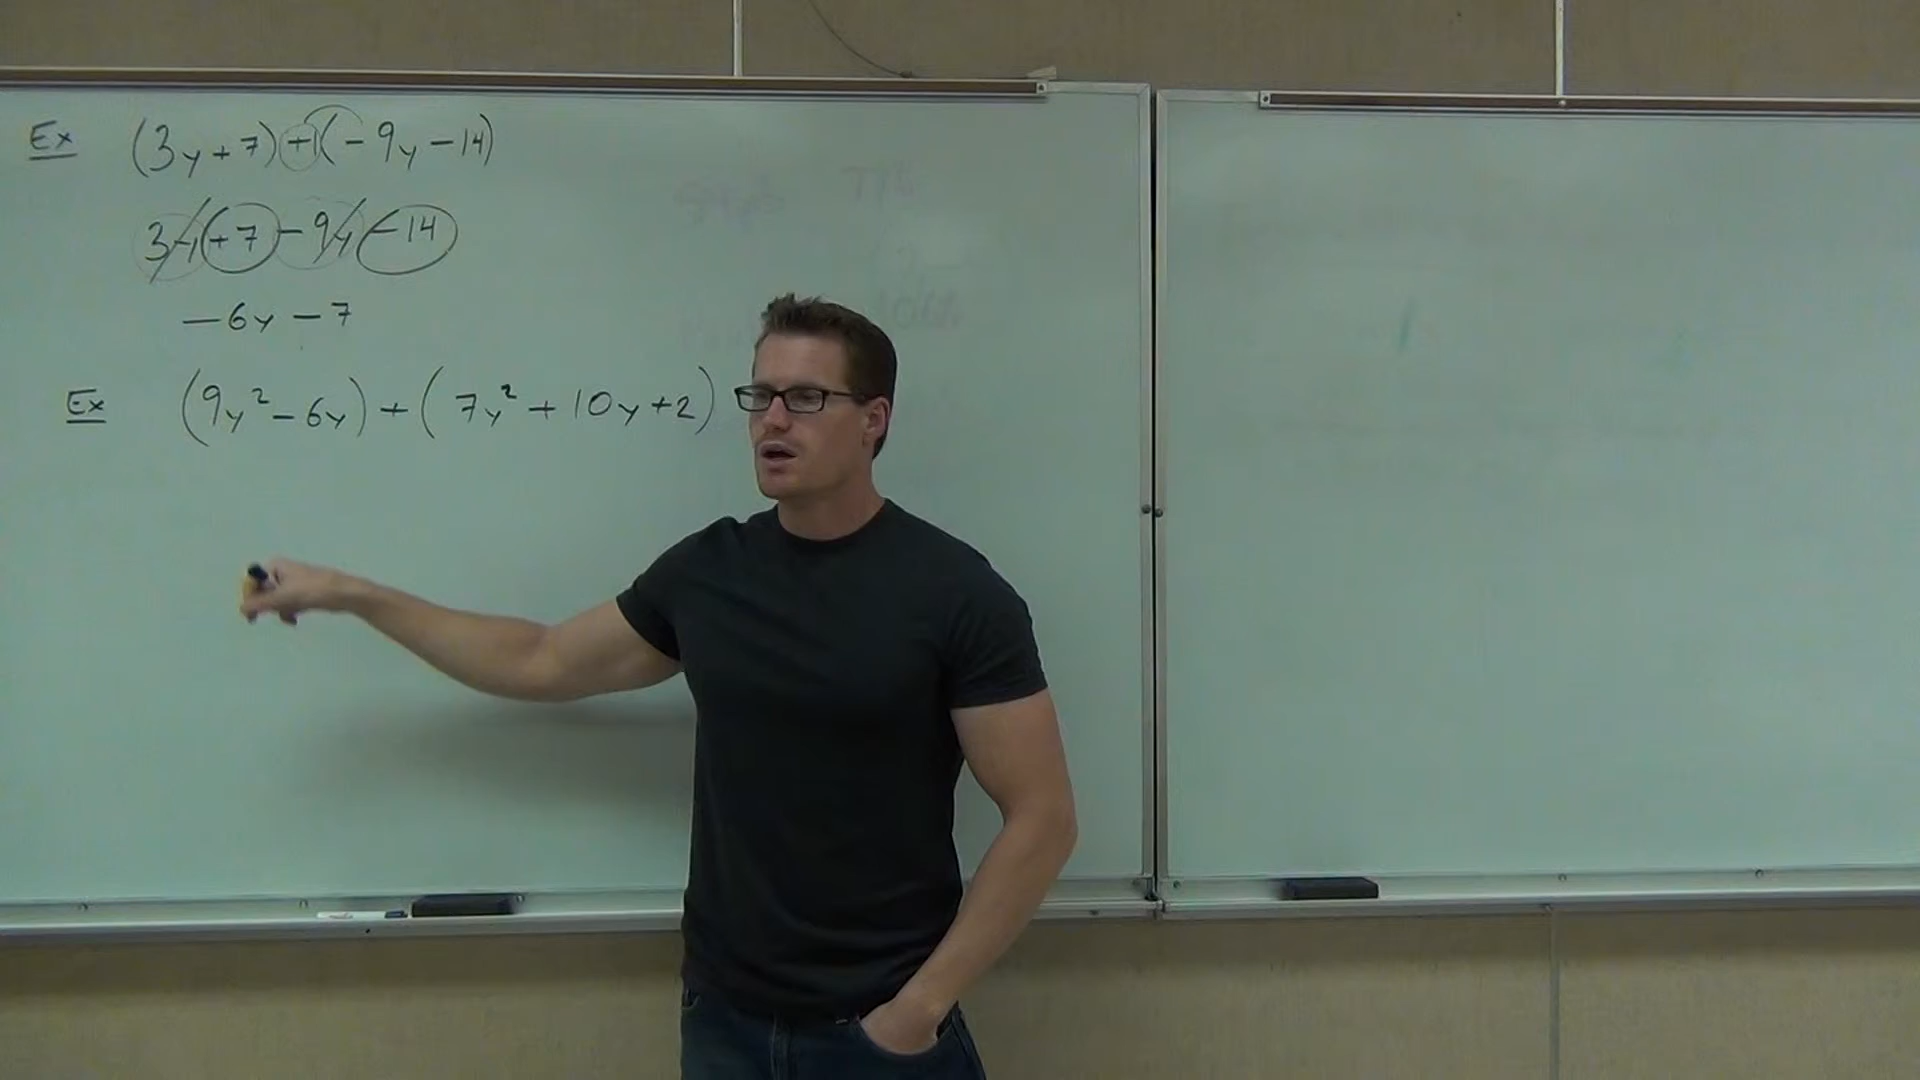 Ex (3y+7)+1(-9y-14)
3y+7-9y-14
-6y-7
Ex (9y²-6y)+(7y²+10y+2)